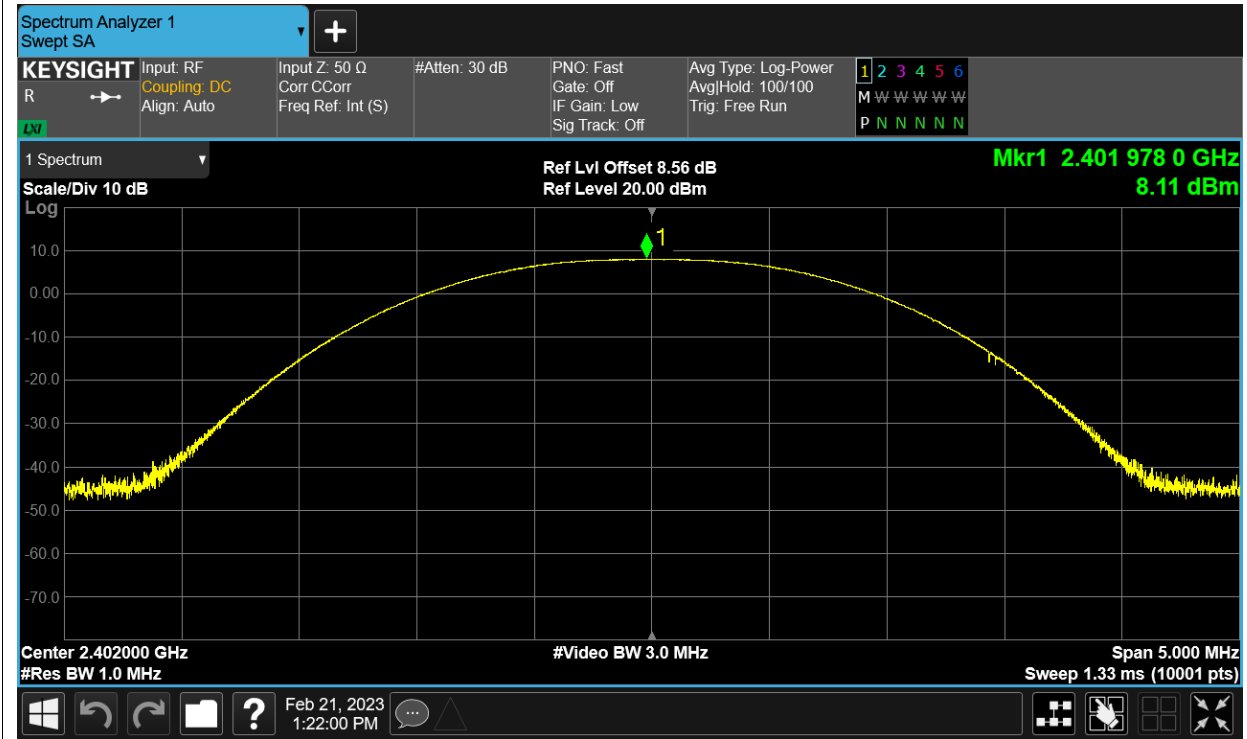 Spectrum Analyzer 1
Swept SA
+
KEYSIGHT
R
LXI
Input: RF
Coupling: DC
Align: Auto
Input Z: 50 Ω
Corr CCorr
Freq Ref: Int (S)
#Atten: 30 dB
PNO: Fast
Gate: Off
IF Gain: Low
Sig Track: Off
Avg Type: Log-Power
Avg|Hold: 100/100
Trig: Free Run
1 2 3 4 5 6
M W W W W W
P N N N N N
1 Spectrum
Scale/Div 10 dB
Log
Ref Lvl Offset 8.56 dB
Ref Level 20.00 dBm
Mkr1 2.401 978 0 GHz
8.11 dBm
1
10.0
0.00
-10.0
-20.0
-30.0
-40.0
-50.0
-60.0
-70.0
Center 2.402000 GHz
#Video BW 3.0 MHz
Span 5.000 MHz
#Res BW 1.0 MHz
Sweep 1.33 ms (10001 pts)
?
Feb 21, 2023
1:22:00 PM